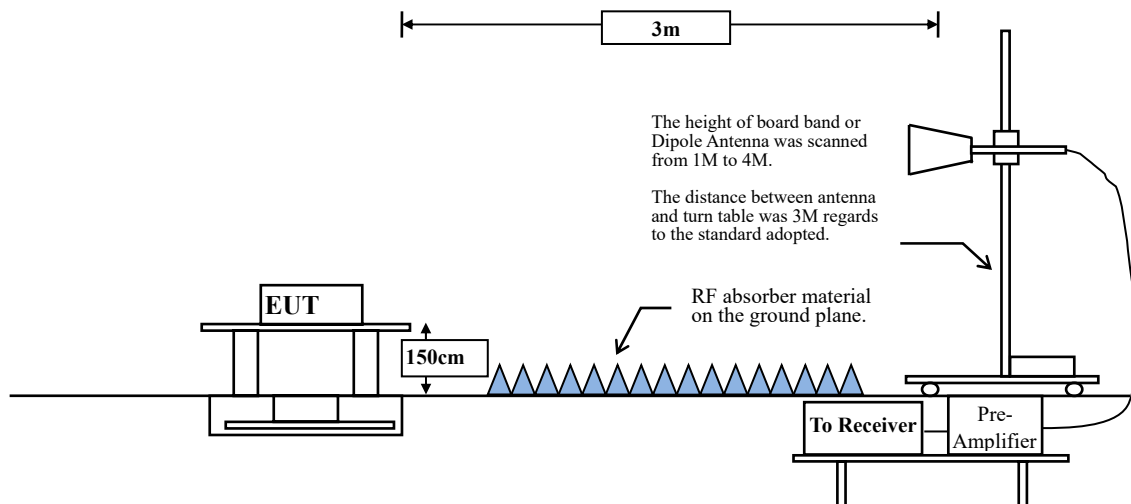 3m
The height of board band or
Dipole Antenna was scanned
from 1M to 4M.
The distance between antenna
and turn table was 3M regards
to the standard adopted.
EUT
RF absorber material
on the ground plane.
150cm
To Receiver
Pre-
Amplifier